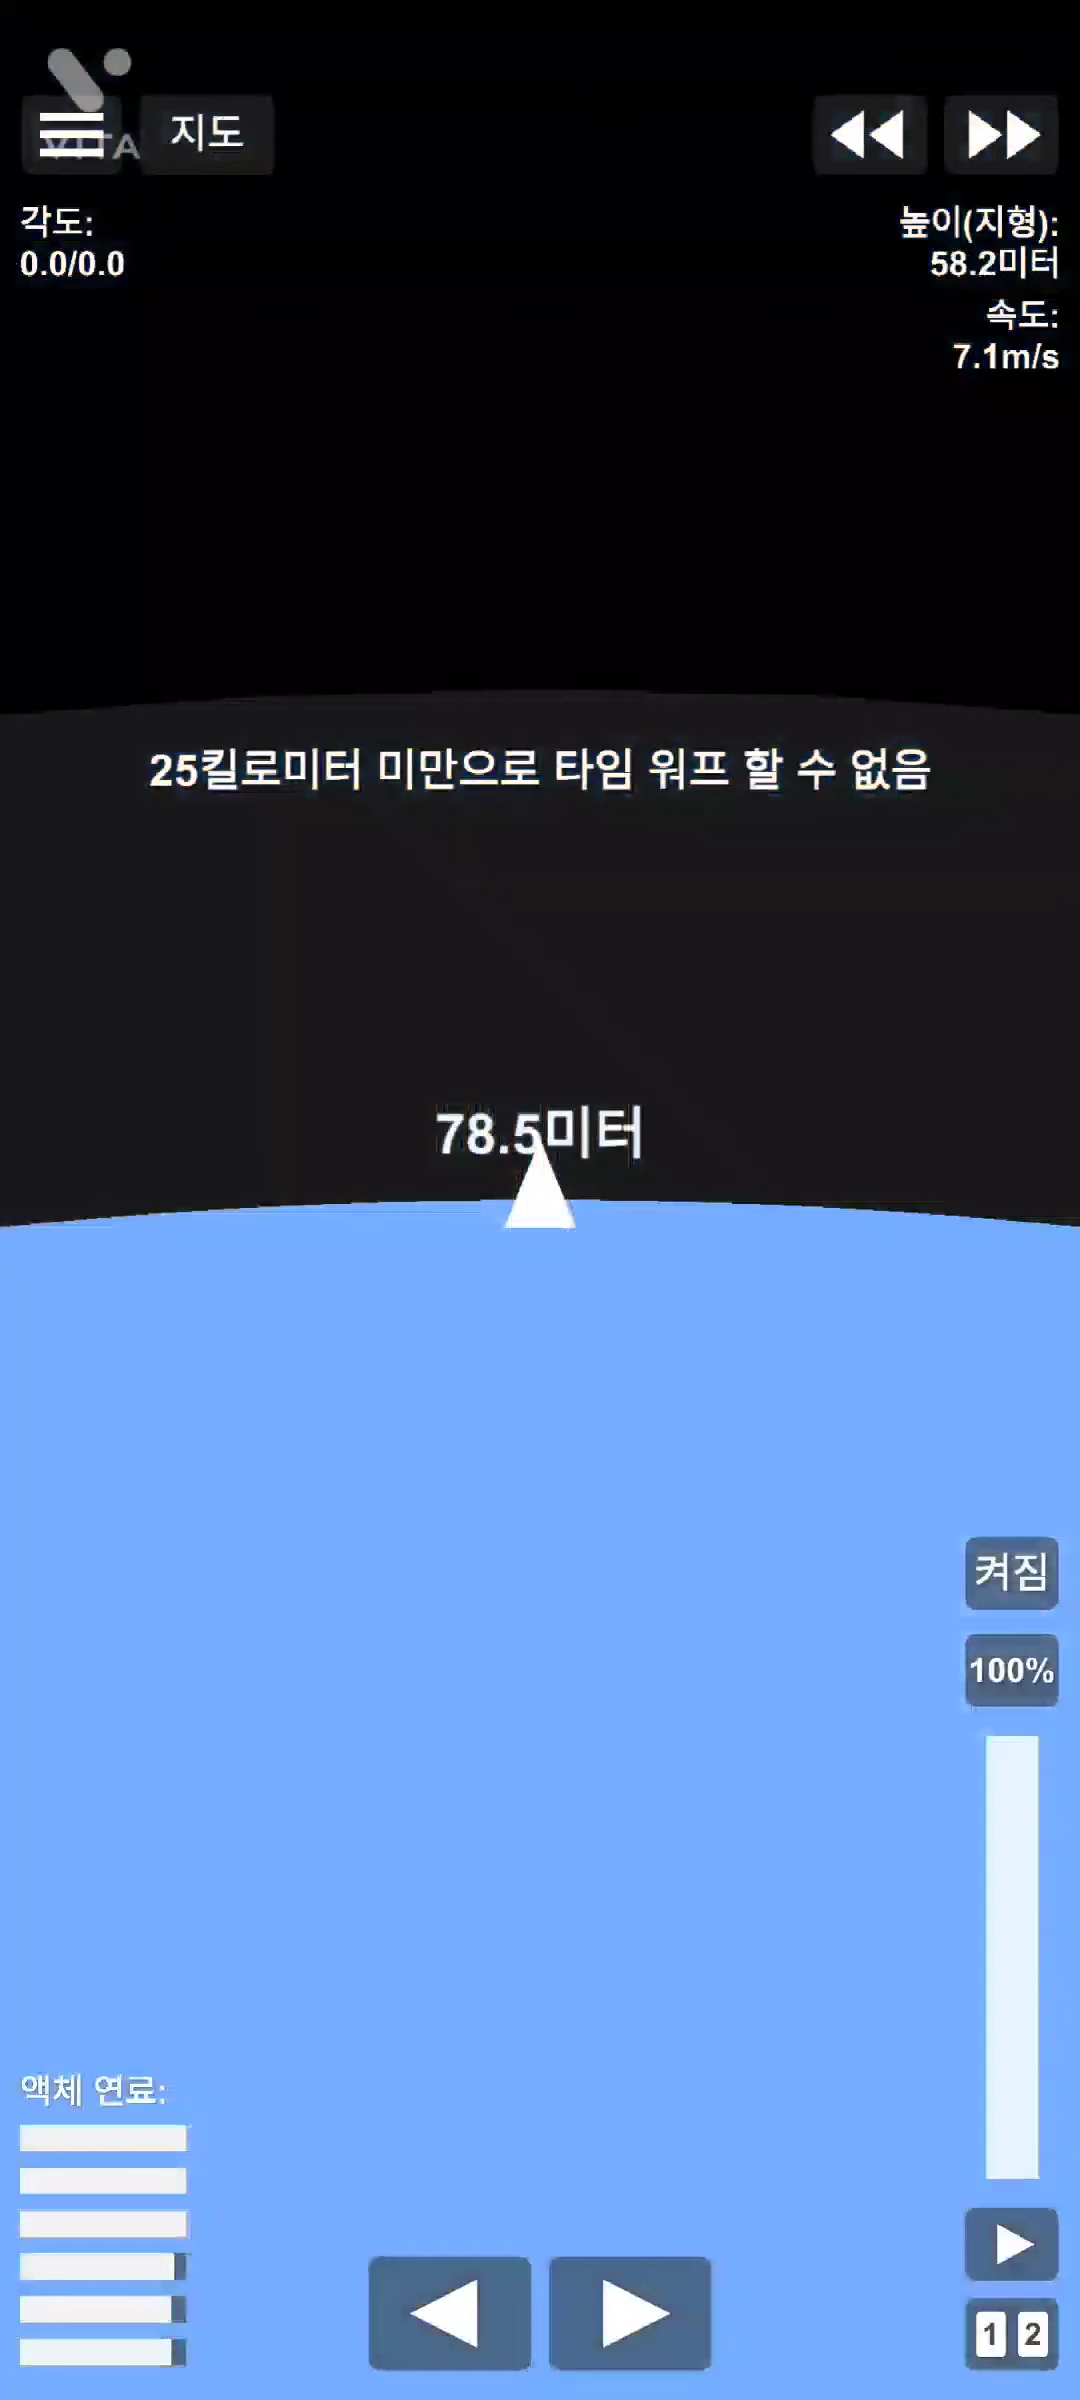 VITA
지도
각도:
0.0/0.0
높이(지형):
58.2미터
속도:
7.1m/s
25킬로미터 미만으로 타임 워프 할 수 없음
78.5미터
켜짐
100%
액체 연료:
1 2